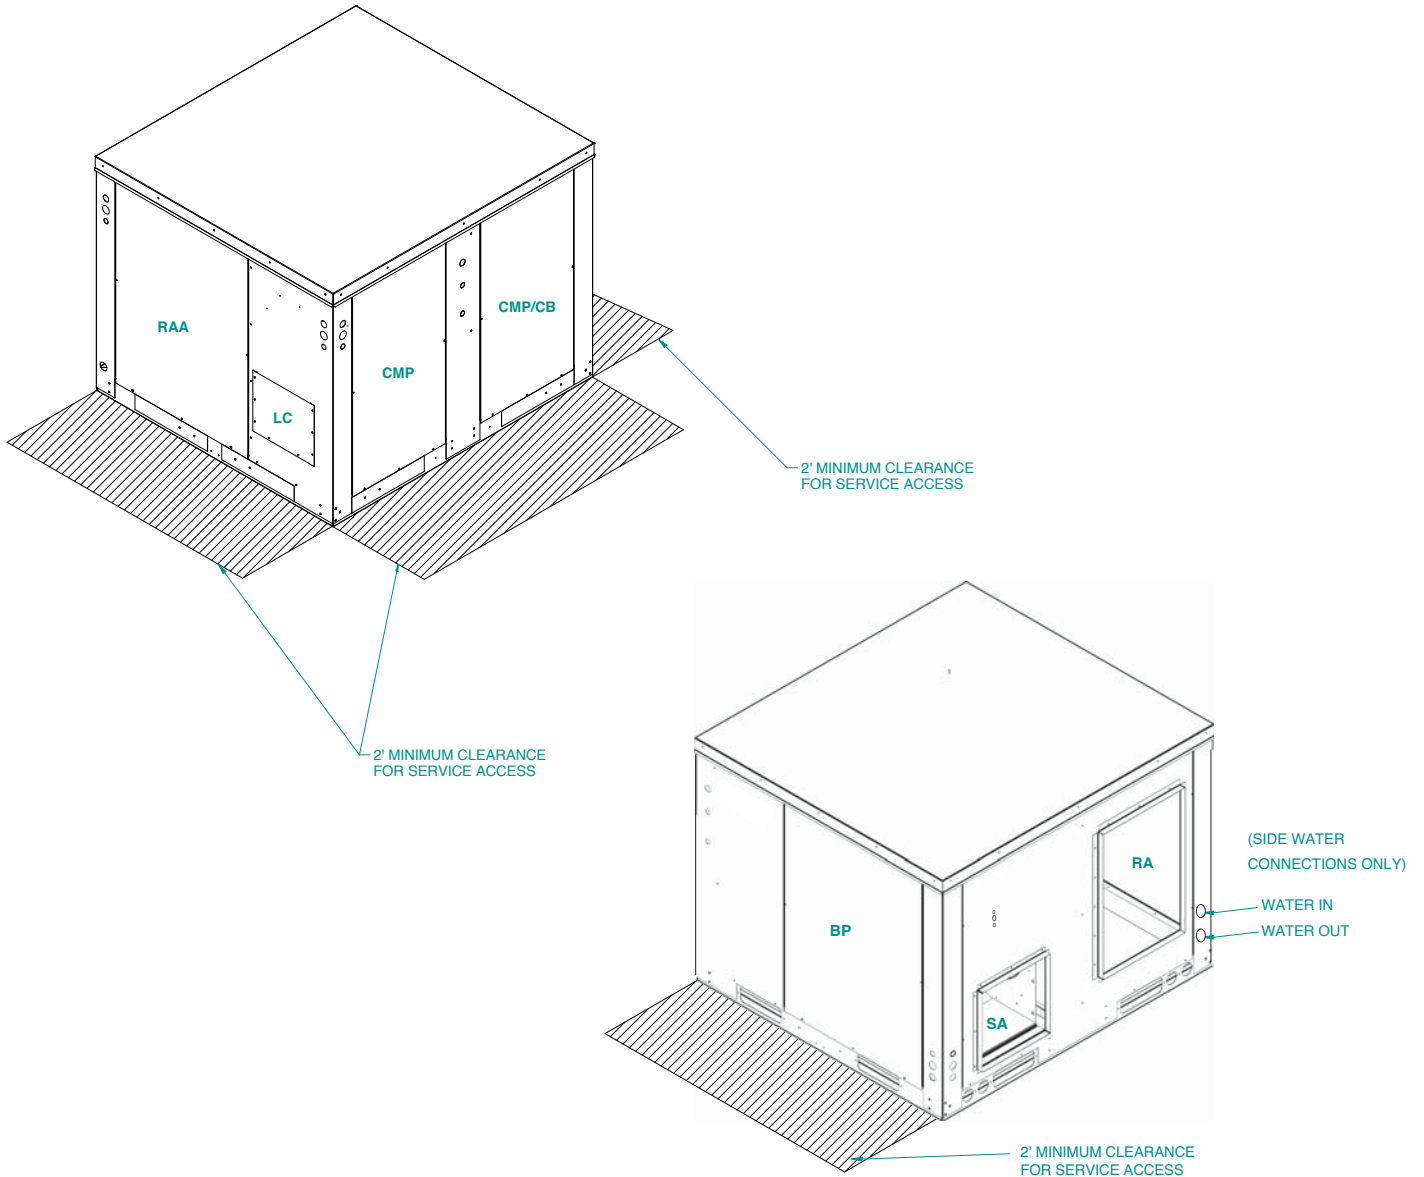 RAA
LC
CMP
CMP/CB
2' MINIMUM CLEARANCE
FOR SERVICE ACCESS
2' MINIMUM CLEARANCE
FOR SERVICE ACCESS
BP
SA
RA
(SIDE WATER
CONNECTIONS ONLY)
WATER IN
WATER OUT
2' MINIMUM CLEARANCE
FOR SERVICE ACCESS